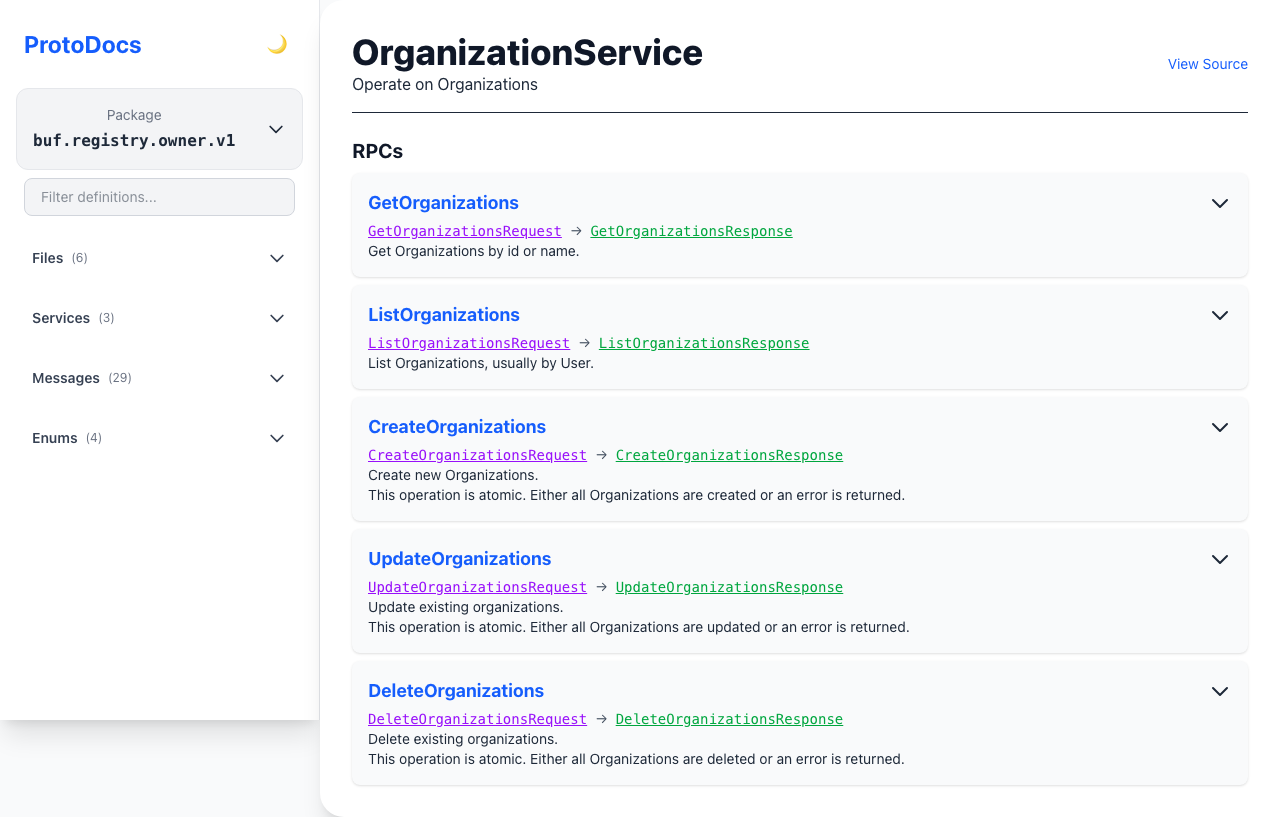 ProtoDocs
Package
buf.registry.owner.v1
Filter definitions...
Files (6)
Services (3)
Messages (29)
Enums (4)
OrganizationService
Operate on Organizations
View Source
RPCs
GetOrganizations
GetOrganizationsRequest → GetOrganizationsResponse
Get Organizations by id or name.
ListOrganizations
ListOrganizationsRequest → ListOrganizationsResponse
List Organizations, usually by User.
CreateOrganizations
CreateOrganizationsRequest → CreateOrganizationsResponse
Create new Organizations.
This operation is atomic. Either all Organizations are created or an error is returned.
UpdateOrganizations
UpdateOrganizationsRequest → UpdateOrganizationsResponse
Update existing organizations.
This operation is atomic. Either all Organizations are updated or an error is returned.
DeleteOrganizations
DeleteOrganizationsRequest → DeleteOrganizationsResponse
Delete existing organizations.
This operation is atomic. Either all Organizations are deleted or an error is returned.